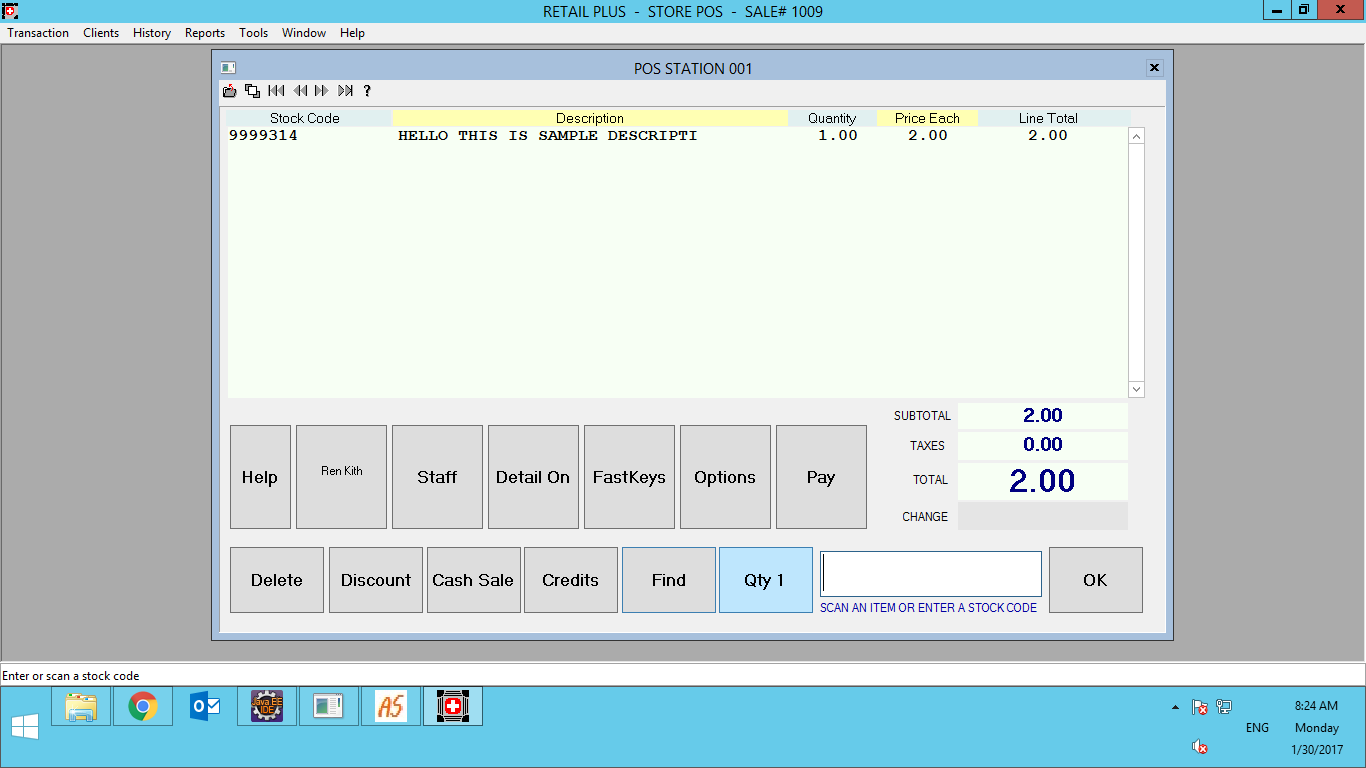 RETAIL PLUS - STORE POS - SALE# 1009
Transaction Clients History Reports Tools Window Help
POS STATION 001
?
Stock Code Description Quantity Price Each Line Total
9999314 HELLO THIS IS SAMPLE DESCRIPTI 1.00 2.00 2.00
SUBTOTAL 2.00
TAXES 0.00
TOTAL 2.00
CHANGE
Help Ren Kith Staff Detail On FastKeys Options Pay
Delete Discount Cash Sale Credits Find Qty 1 OK
SCAN AN ITEM OR ENTER A STOCK CODE
Enter or scan a stock code
Java EE
IDE
AS
8:24 AM
ENG Monday
1/30/2017